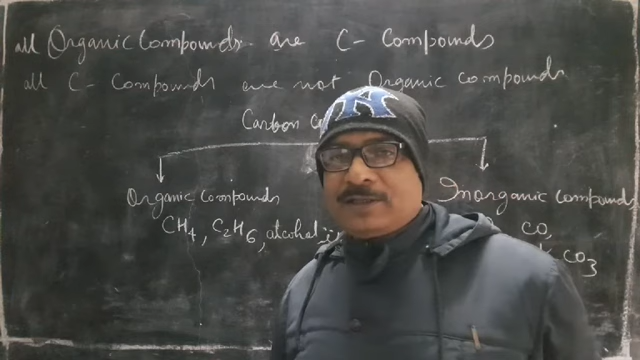 all Organic Compounds are C- Compounds
all C- Compounds are not Organic compounds
Carbon
Organic compounds Inorganic compounds
CH4, C2H6, alcohol CO,
CO3